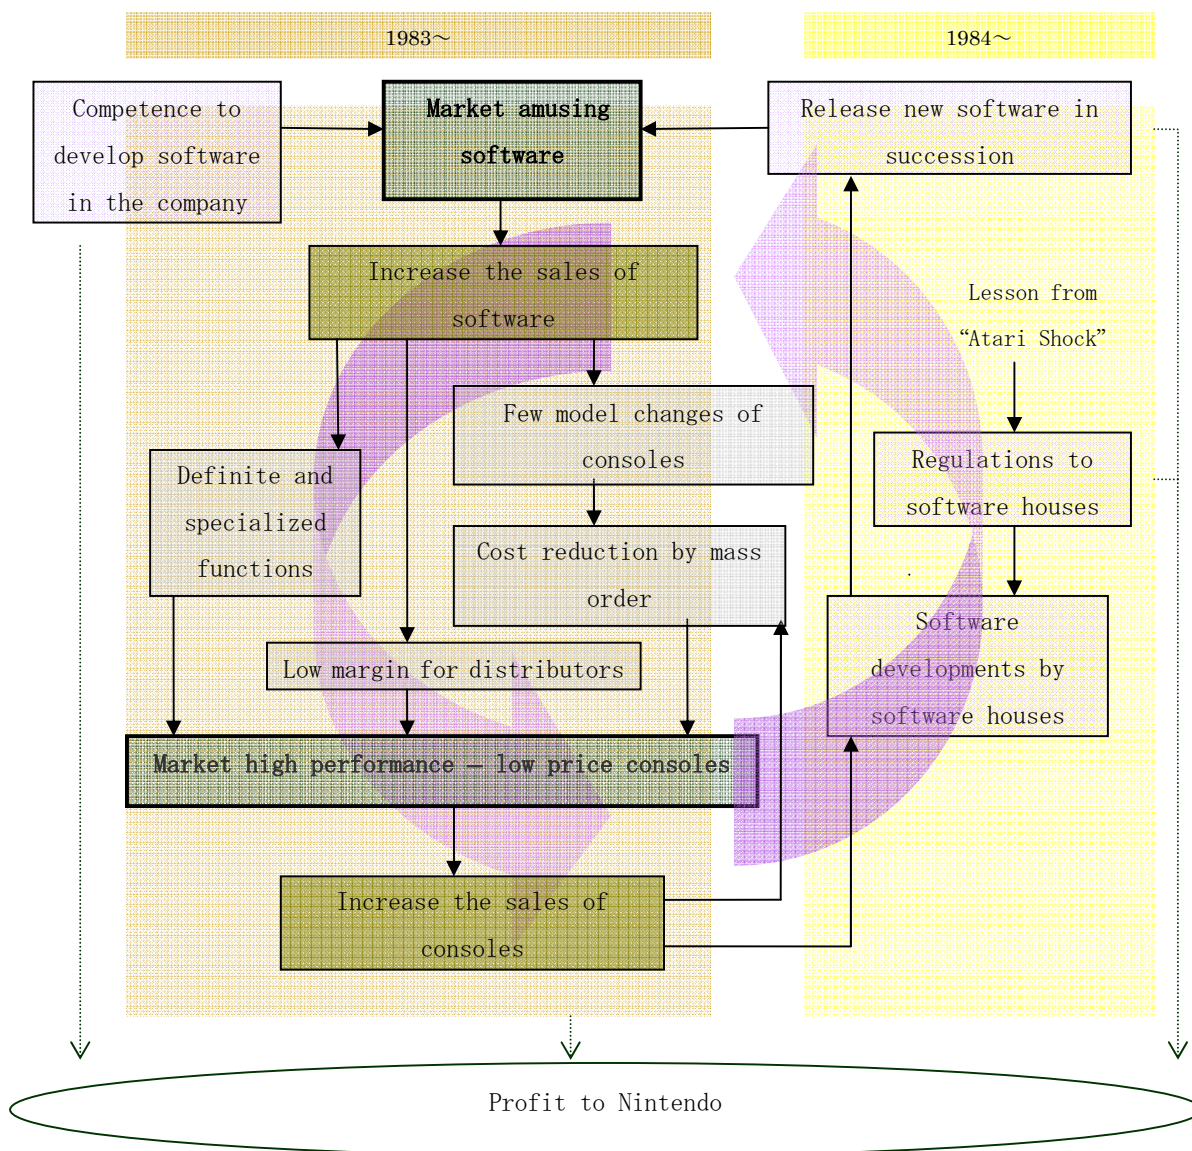 1983～
1984～
Competence to
develop software
in the company
Market amusing
software
Release new software in
succession
Increase the sales of
software
Lesson from
“Atari Shock”
Few model changes of
consoles
Regulations to
software houses
Definite and
specialized
functions
Cost reduction by mass
order
Software
developments by
software houses
Low margin for distributors
Market high performance – low price consoles
Increase the sales of
consoles
Profit to Nintendo